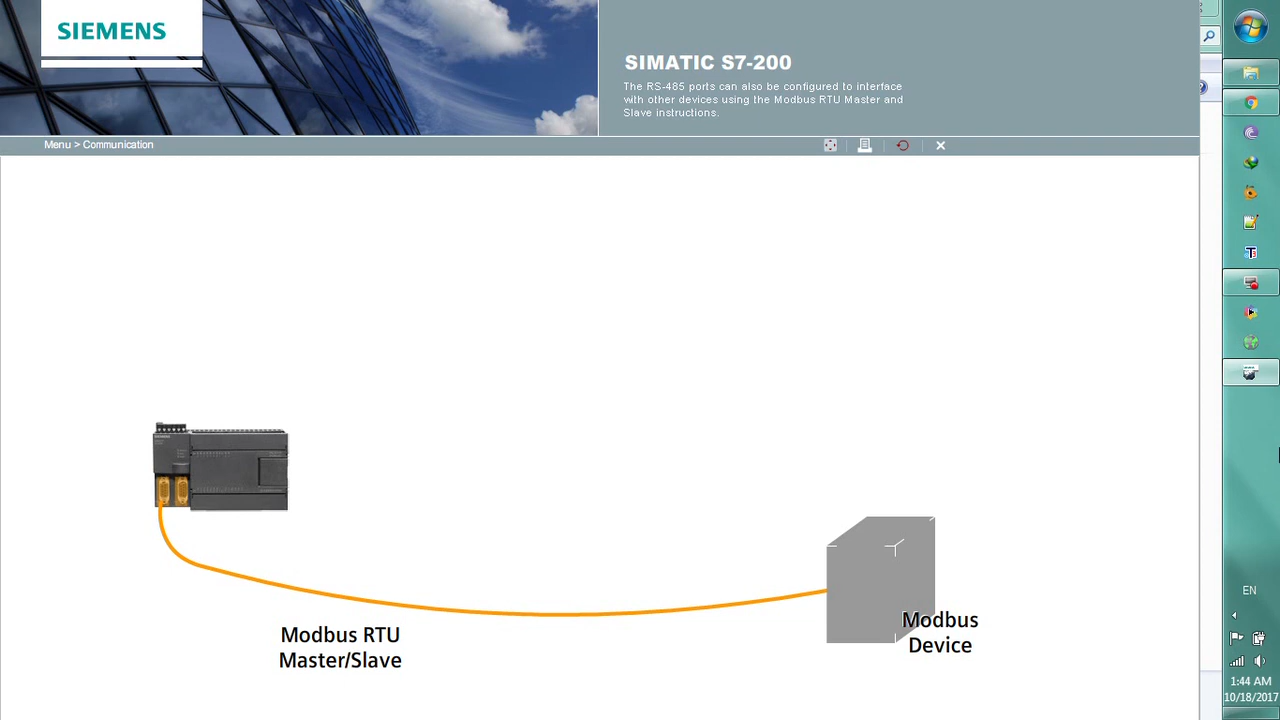 SIEMENS
SIMATIC S7-200
The RS-485 ports can also be configured to interface
with other devices using the Modbus RTU Master and
Slave instructions.
Menu > Communication
SIEMENS
Modbus RTU
Master/Slave
Modbus
Device
EN
1:44 AM
10/18/2017